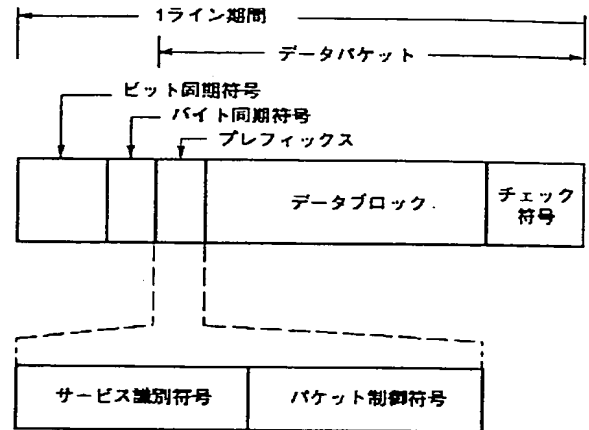 1ライン期間
データパケット
ビット同期符号
バイト同期符号
プレフィックス
データブロック
チェック
符号
サービス識別符号
パケット制御符号